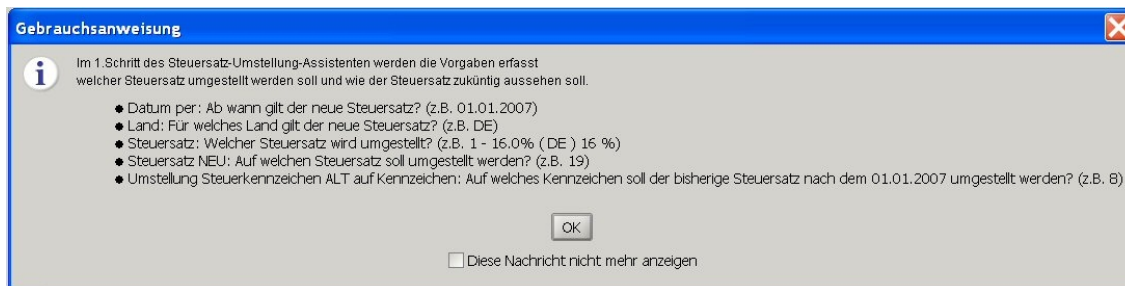 Gebrauchsanweisung
Im 1.Schritt des Steuersatz-Umstellung-Assistenten werden die Vorgaben erfasst
welcher Steuersatz umgestellt werden soll und wie der Steuersatz zuküntig aussehen soll.
● Datum per: Ab wann gilt der neue Steuersatz? (z.B. 01.01.2007)
● Land: Für welches Land gilt der neue Steuersatz? (z.B. DE)
● Steuersatz: Welcher Steuersatz wird umgestellt? (z.B. 1 - 16.0% ( DE ) 16 %)
● Steuersatz NEU: Auf welchen Steuersatz soll umgestellt werden? (z.B. 19)
● Umstellung Steuerkennzeichen ALT auf Kennzeichen: Auf welches Kennzeichen soll der bisherige Steuersatz nach dem 01.01.2007 umgestellt werden? (z.B. 8)
OK
Diese Nachricht nicht mehr anzeigen